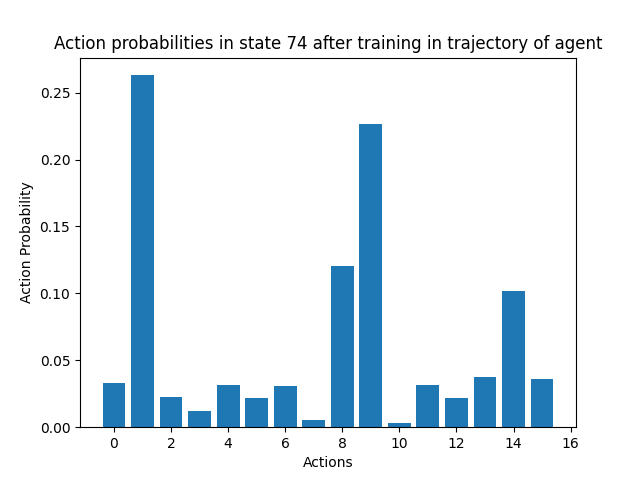 Action probabilities in state 74 after training in trajectory of agent
0.25
0.20
0.15
0.10
0.05
0.00
Action Probability
0 2 4 6 8 10 12 14 16
Actions